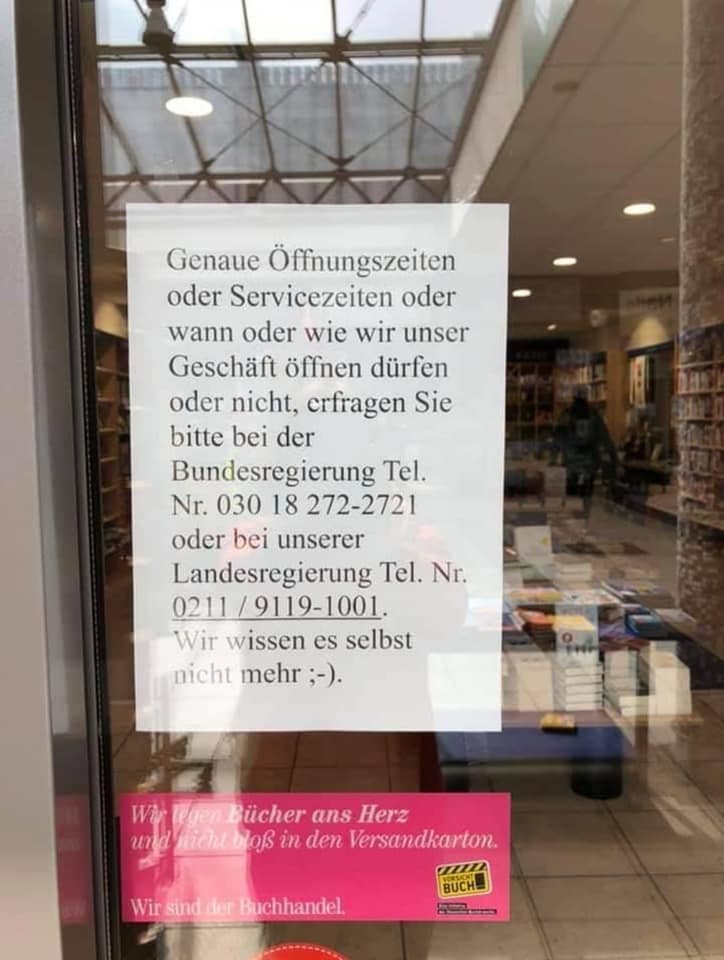 Genaue Öffnungszeiten
oder Servicezeiten oder
wann oder wie wir unser
Geschäft öffnen dürfen
oder nicht, erfragen Sie
bitte bei der
Bundesregierung Tel.
Nr. 030 18 272-2721
oder bei unserer
Landesregierung Tel. Nr.
0211 / 9119-1001.
Wir wissen es selbst
nicht mehr ;-).
Wir legen Bücher ans Herz
und nicht bloß in den Versandkarton.
VORSICHT
BUCH!
Wir sind der Buchhandel.